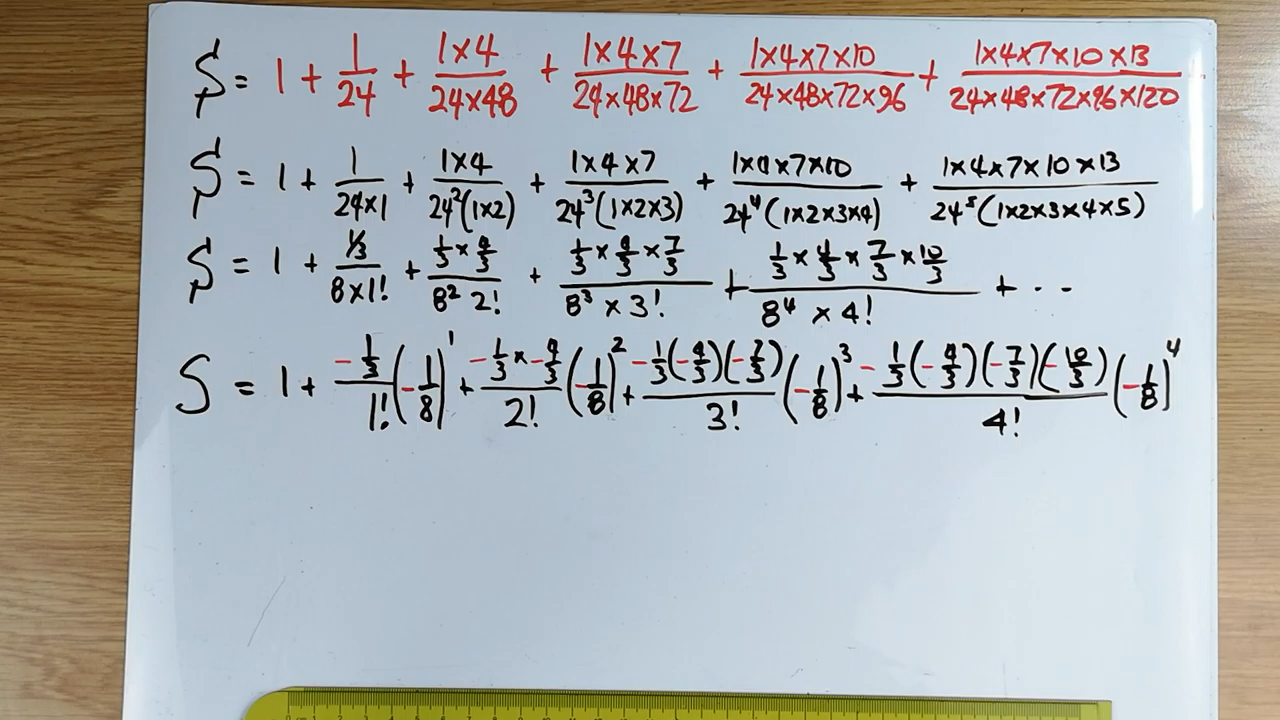 S = 1 + 1/24 + 1×4/24×48 + 1×4×7/24×48×72 + 1×4×7×10/24×48×72×96 + 1×4×7×10×13/24×48×72×96×120
S = 1 + 1/24×1 + 1×4/24²(1×2) + 1×4×7/24³(1×2×3) + 1×4×7×10/24⁴(1×2×3×4) + 1×4×7×10×13/24⁵(1×2×3×4×5)
S = 1 + 1/3/8×1! + 1/3×4/3/8² 2! + 1/3×4/3×7/3/8³×3! + 1/3×4/3×7/3×10/3/8⁴×4! + ...
S = 1 + -1/3/1!(-1/8)¹ + -1/3×-4/3/2!(-1/8)² + -1/3(-4/3)(-7/3)/3!(-1/8)³ + -1/3(-4/3)(-7/3)(-10/3)/4!(-1/8)⁴